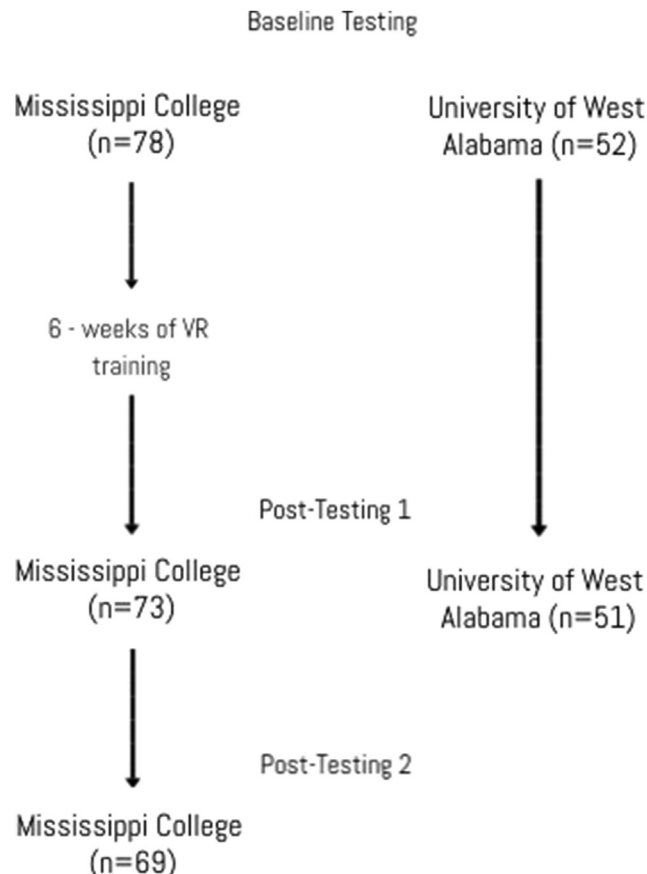 Baseline Testing
Mississippi College
(n=78)
University of West
Alabama (n=52)
6 - weeks of VR
training
Post-Testing 1
Mississippi College
(n=73)
University of West
Alabama (n=51)
Post-Testing 2
Mississippi College
(n=69)